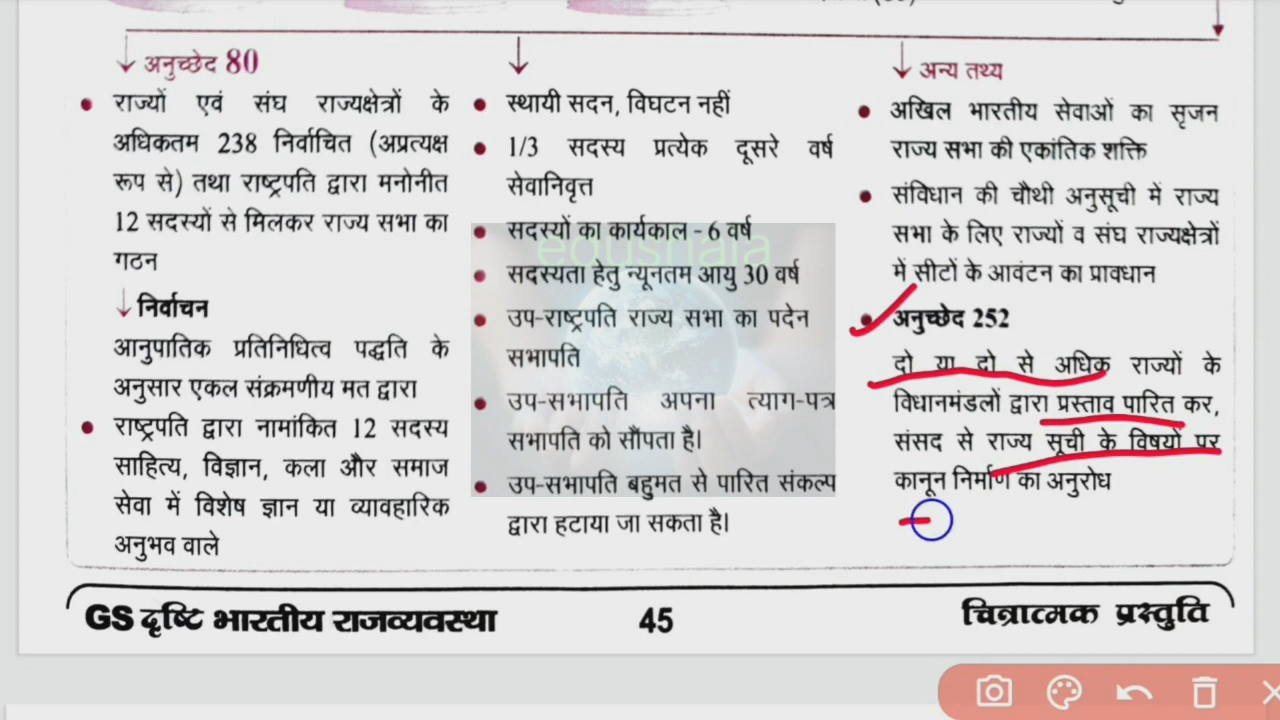 अनुच्छेद 80
राज्यों एवं संघ राज्यक्षेत्रों के
अधिकतम 238 निर्वाचित (अप्रत्यक्ष
रूप से) तथा राष्ट्रपति द्वारा मनोनीत
12 सदस्यों से मिलकर राज्य सभा का
गठन
निर्वाचन
आनुपातिक प्रतिनिधित्व पद्धति के
अनुसार एकल संक्रमणीय मत द्वारा
राष्ट्रपति द्वारा नामांकित 12 सदस्य
साहित्य, विज्ञान, कला और समाज
सेवा में विशेष ज्ञान या व्यावहारिक
अनुभव वाले
स्थायी सदन, विघटन नहीं
1/3 सदस्य प्रत्येक दूसरे वर्ष
सेवानिवृत्त
सदस्यों का कार्यकाल - 6 वर्ष
सदस्यता हेतु न्यूनतम आयु 30 वर्ष
उप-राष्ट्रपति राज्य सभा का पदेन
सभापति
उप-सभापति अपना त्याग-पत्र
सभापति को सौंपता है।
उप-सभापति बहुमत से पारित संकल्प
द्वारा हटाया जा सकता है।
edushala
अन्य तथ्य
अखिल भारतीय सेवाओं का सृजन
राज्य सभा की एकांतिक शक्ति
संविधान की चौथी अनुसूची में राज्य
सभा के लिए राज्यों व संघ राज्यक्षेत्रों
में सीटों के आवंटन का प्रावधान
अनुच्छेद 252
दो या दो से अधिक राज्यों के
विधानमंडलों द्वारा प्रस्ताव पारित कर,
संसद से राज्य सूची के विषयों पर
कानून निर्माण का अनुरोध
GS दृष्टि भारतीय राजव्यवस्था
45
चित्रात्मक प्रस्तुति